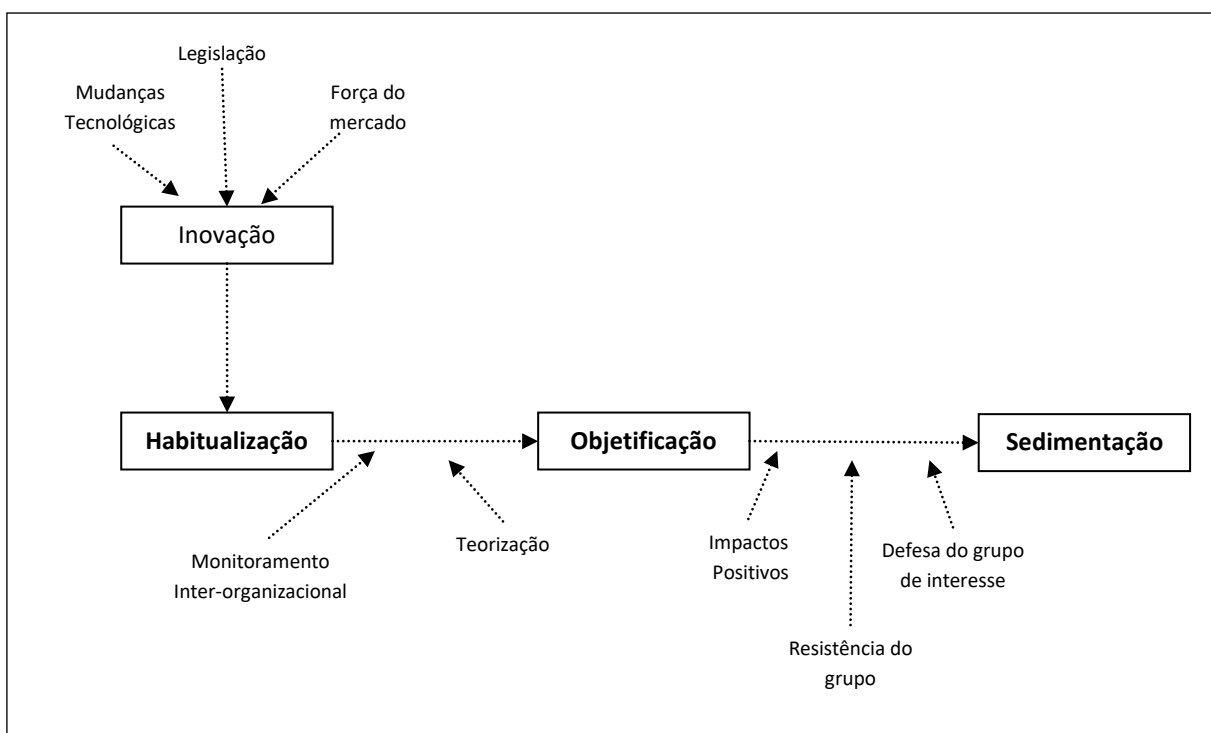 Legislação
Mudanças
Tecnológicas
Força do
mercado
Inovação
Habitualização
Objetificação
Sedimentação
Monitoramento
Inter-organizacional
Teorização
Impactos
Positivos
Defesa do grupo
de interesse
Resistência do
grupo